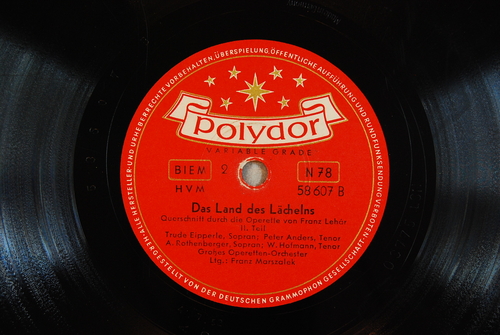 ALLE HERSTELLER- UND URHEBERRECHTE VORBEHALTEN. ÜBERSPIELUNG, ÖFFENTLICHE AUFFÜHRUNG UND RUNDFUNKSENDUNG VERBOTEN.
polydor
VARIABLE GRADE
BIEM 2 N 78
HVM 58 607 B
Das Land des Lächelns
Querschnitt durch die Operette von Franz Lehár
II. Teil
Trude Eipperle, Sopran; Peter Anders, Tenor
A. Rothenberger, Sopran; W. Hofmann, Tenor
Großes Operetten-Orchester
Ltg.: Franz Marszalek
HERGESTELLT VON DER DEUTSCHEN GRAMMOPHON GESELLSCHAFT